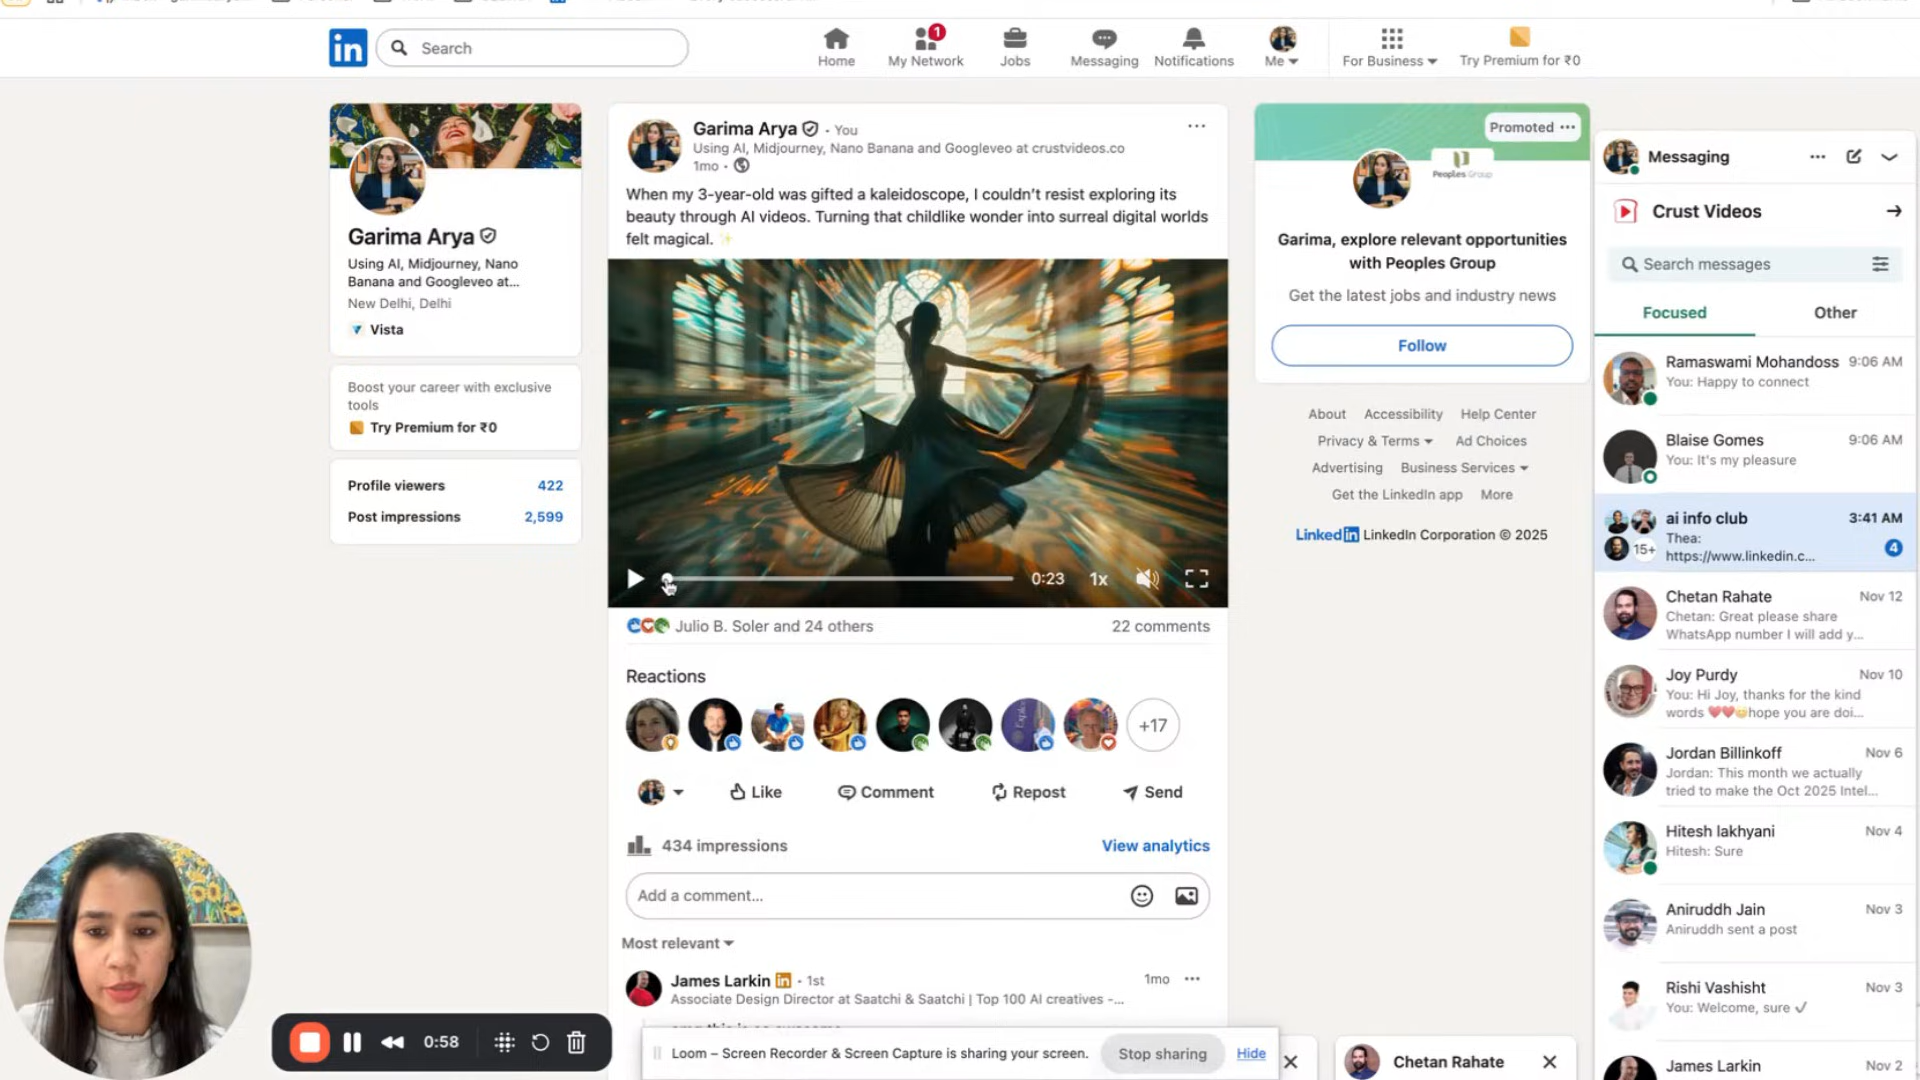 in
Search
Home
1
My Network
Jobs
Messaging
Notifications
Me
For Business
Try Premium for ₹0
Garima Arya
Using AI, Midjourney, Nano
Banana and Googleveo at...
New Delhi, Delhi
Vista
Boost your career with exclusive
tools
Try Premium for ₹0
Profile viewers 422
Post impressions 2,599
Garima Arya • You
Using AI, Midjourney, Nano Banana and Googleveo at crustvideos.co
1mo •
When my 3-year-old was gifted a kaleidoscope, I couldn't resist exploring its
beauty through AI videos. Turning that childlike wonder into surreal digital worlds
felt magical. ✨
0:23 1x
Julio B. Soler and 24 others 22 comments
Reactions
+17
Like Comment Repost Send
434 impressions View analytics
Add a comment...
Most relevant
James Larkin in • 1st 1mo
Associate Design Director at Saatchi & Saatchi | Top 100 AI creatives -...
Promoted
Peoples Group
Garima, explore relevant opportunities
with Peoples Group
Get the latest jobs and industry news
Follow
About Accessibility Help Center
Privacy & Terms Ad Choices
Advertising Business Services
Get the LinkedIn app More
LinkedIn LinkedIn Corporation © 2025
Messaging
Crust Videos
Search messages
Focused Other
Ramaswami Mohandoss 9:06 AM
You: Happy to connect
Blaise Gomes 9:06 AM
You: It's my pleasure
ai info club 3:41 AM
Thea:
15+ https://www.linkedin.c... 4
Chetan Rahate Nov 12
Chetan: Great please share
WhatsApp number I will add y...
Joy Purdy Nov 10
You: Hi Joy, thanks for the kind
words ❤️❤️😊hope you are doi...
Jordan Billinkoff Nov 6
Jordan: This month we actually
tried to make the Oct 2025 Intel...
Hitesh lakhyani Nov 4
Hitesh: Sure
Aniruddh Jain Nov 3
Aniruddh sent a post
Rishi Vashisht Nov 3
You: Welcome, sure ✓
James Larkin Nov 2
0:58
Loom – Screen Recorder & Screen Capture is sharing your screen. Stop sharing Hide
Chetan Rahate